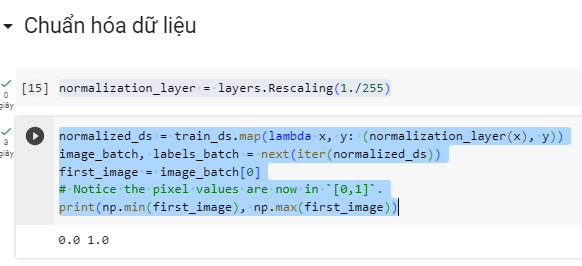 Chuẩn hóa dữ liệu
0
giây
[15] normalization_layer = layers.Rescaling(1./255)
3
giây
normalized_ds = train_ds.map(lambda x, y: (normalization_layer(x), y))
image_batch, labels_batch = next(iter(normalized_ds))
first_image = image_batch[0]
# Notice the pixel values are now in `[0,1]`.
print(np.min(first_image), np.max(first_image))
0.0 1.0